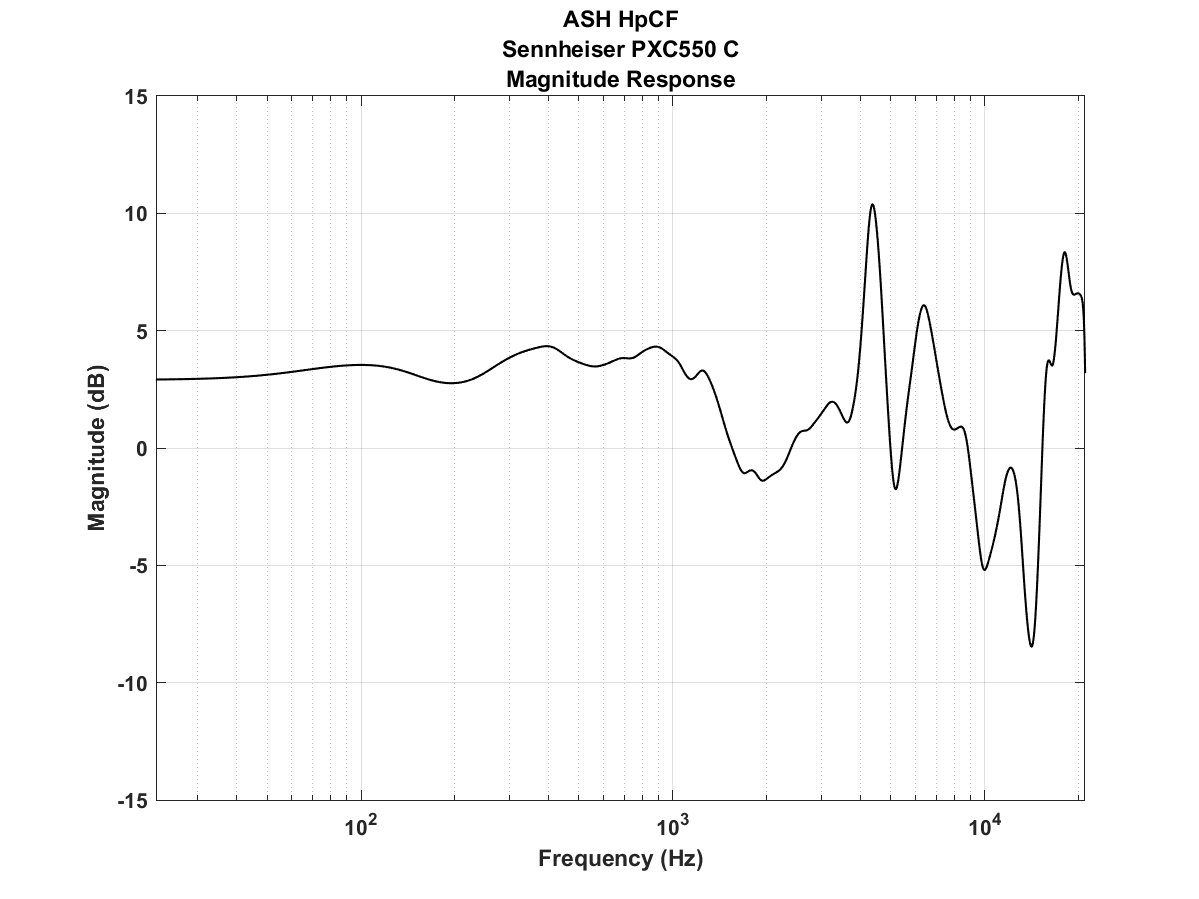 ASH HpCF
Sennheiser PXC550 C
Magnitude Response
15
10
5
0
-5
-10
-15
Magnitude (dB)
10²
10³
10⁴
Frequency (Hz)